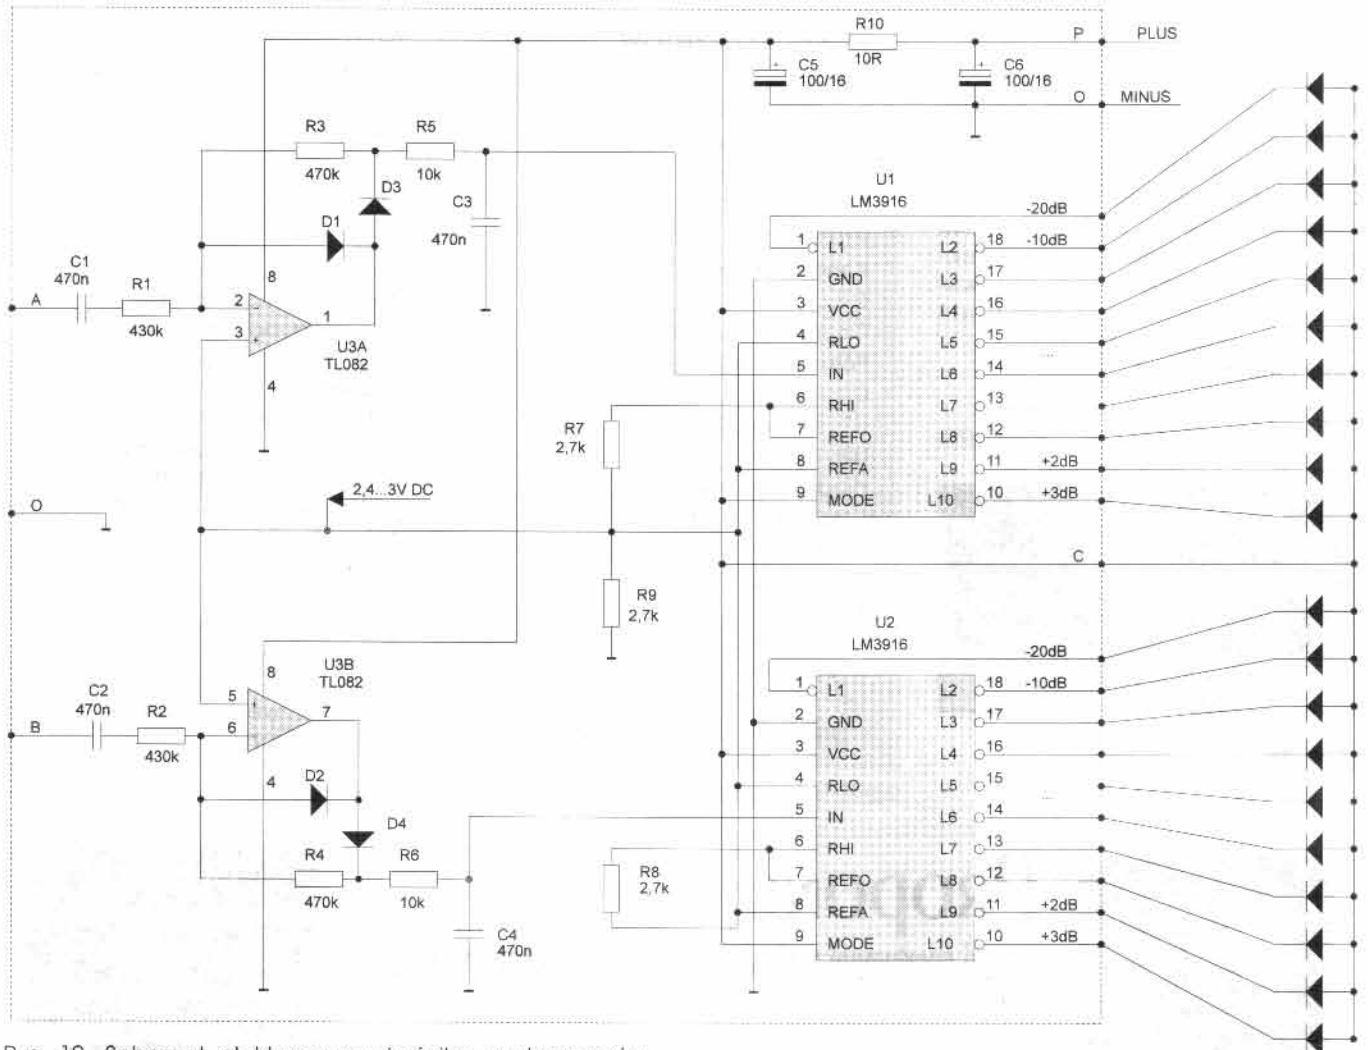 R10
P PLUS
10R
C5
100/16
C6
100/16
O MINUS
R3
470k
R5
10k
D3
D1
C3
470n
U1
LM3916
-20dB
1 L1 L2 18 -10dB
2 GND L3 17
3 VCC L4 16
4 RLO L5 15
5 IN L6 14
6 RHI L7 13
7 REFO L8 12
8 REFA L9 11 +2dB
9 MODE L10 10 +3dB
C1
470n
A
R1
430k
8
2
3
1
4
U3A
TL082
R7
2,7k
2,4...3V DC
O
C
R9
2,7k
U2
LM3916
-20dB
1 L1 L2 18 -10dB
2 GND L3 17
3 VCC L4 16
4 RLO L5 15
5 IN L6 14
6 RHI L7 13
7 REFO L8 12
8 REFA L9 11 +2dB
9 MODE L10 10 +3dB
U3B
TL082
8
5
6
7
4
C2
470n
B
R2
430k
D2
D4
R4
470k
R6
10k
R8
2,7k
C4
470n